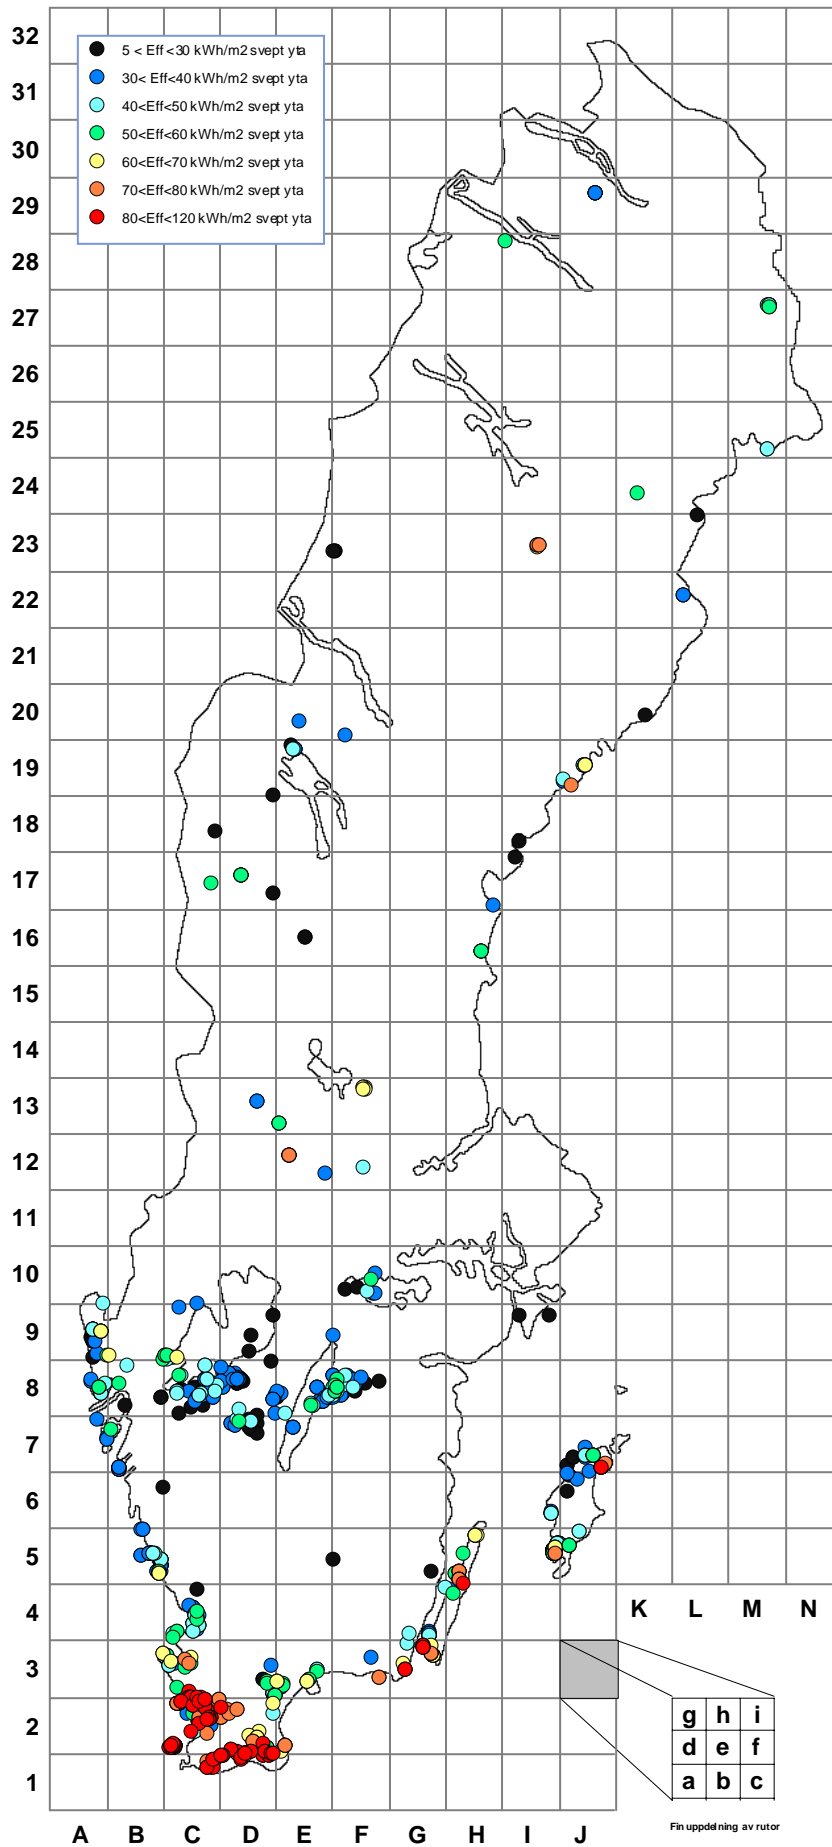 32
5 < Eff <30 kWh/m2 svept yta
30< Eff<40 kWh/m2 svept yta
31
40<Eff<50 kWh/m2 svept yta
50<Eff<60 kWh/m2 svept yta
30
60<Eff<70 kWh/m2 svept yta
70<Eff<80 kWh/m2 svept yta
29
80<Eff<120 kWh/m2 svept yta
28
27
26
25
24
23
22
21
20
19
18
17
16
15
14
13
12
11
10
9
8
7
6
5
4
K L M N
3
2
g h i
d e f
a b c
1
Fin uppdelning av rutor
A B C D E F G H I J